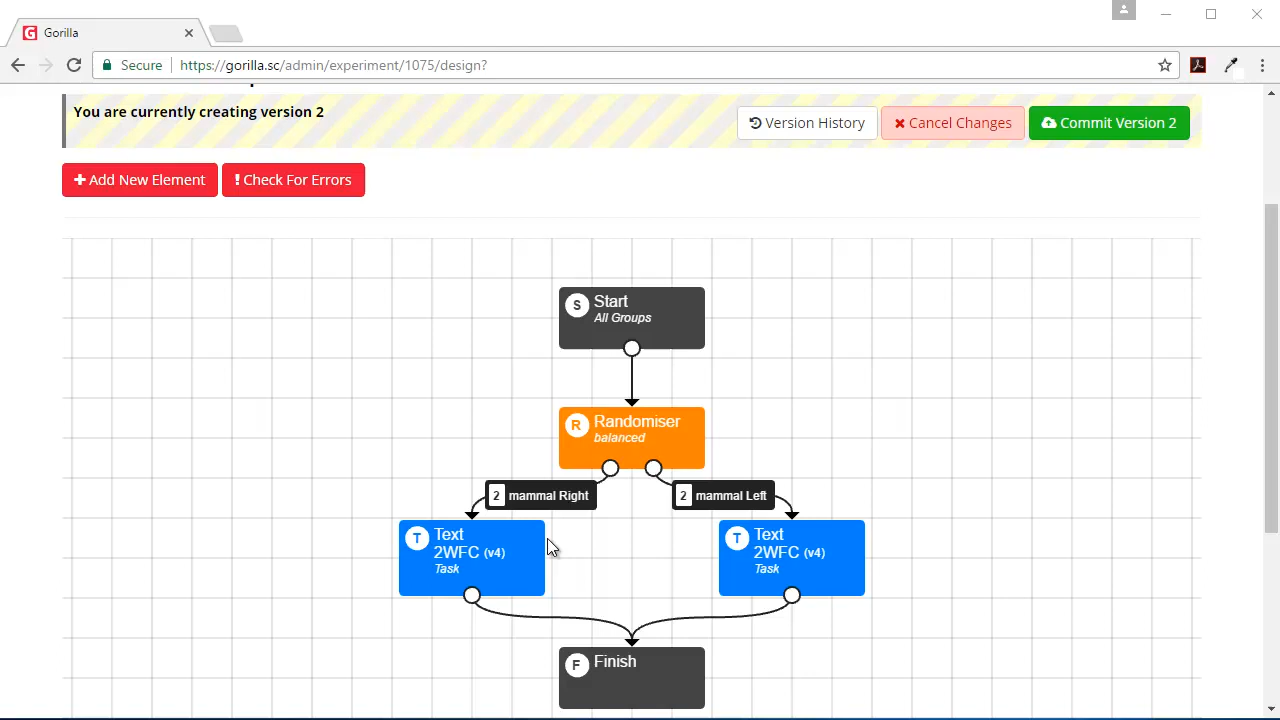 Gorilla
Secure https://gorilla.sc/admin/experiment/1075/design?
You are currently creating version 2
Version History
Cancel Changes
Commit Version 2
Add New Element
Check For Errors
S Start
All Groups
R Randomiser
balanced
2 mammal Right
2 mammal Left
T Text
2WFC (v4)
Task
T Text
2WFC (v4)
Task
F Finish